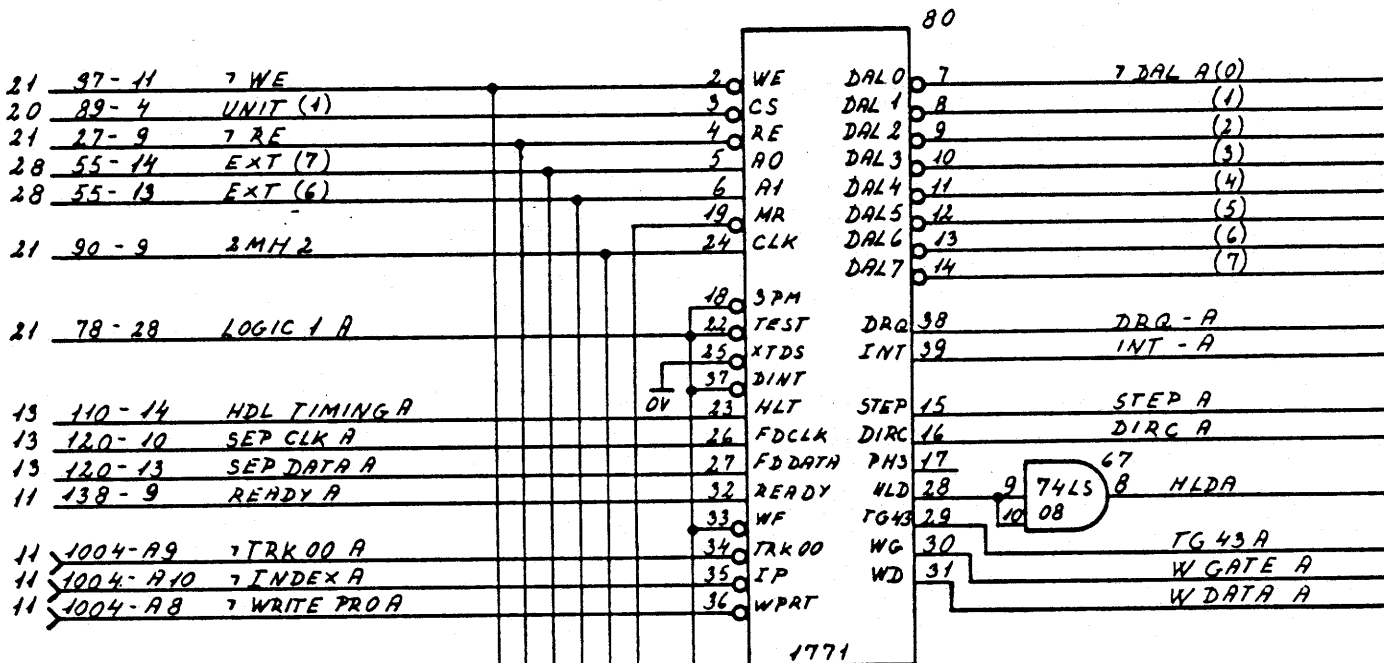 80
21 97-11 ¬WE 2 WE DAL0 7 ¬DAL A(0)
20 89-4 UNIT (1) 3 CS DAL1 8 (1)
21 27-9 ¬RE 4 RE DAL2 9 (2)
28 55-14 EXT (7) 5 A0 DAL3 10 (3)
28 55-13 EXT (6) 6 A1 DAL4 11 (4)
19 MR DAL5 12 (5)
21 90-9 2MHZ 24 CLK DAL6 13 (6)
DAL7 14 (7)
18 3PM
21 78-28 LOGIC 1 A 22 TEST DRQ 38 DRQ-A
25 XTDS INT 39 INT-A
0V 37 DINT
13 110-14 HDL TIMING A 23 HLT STEP 15 STEP A
13 120-10 SEP CLK A 26 FDCLK DIRC 16 DIRC A
13 120-13 SEP DATA A 27 FDDATA PH3 17 67
11 138-9 READY A 32 READY HLD 28 9 74LS 8 HLDA
33 WF TG43 29 10 08
11 1004-A9 ¬TRK 00 A 34 TRK00 WG 30 TG 43 A
11 1004-A10 ¬INDEX A 35 IP WD 31 W GATE A
11 1004-A8 ¬WRITE PRO A 36 WPRT W DATA A
1771